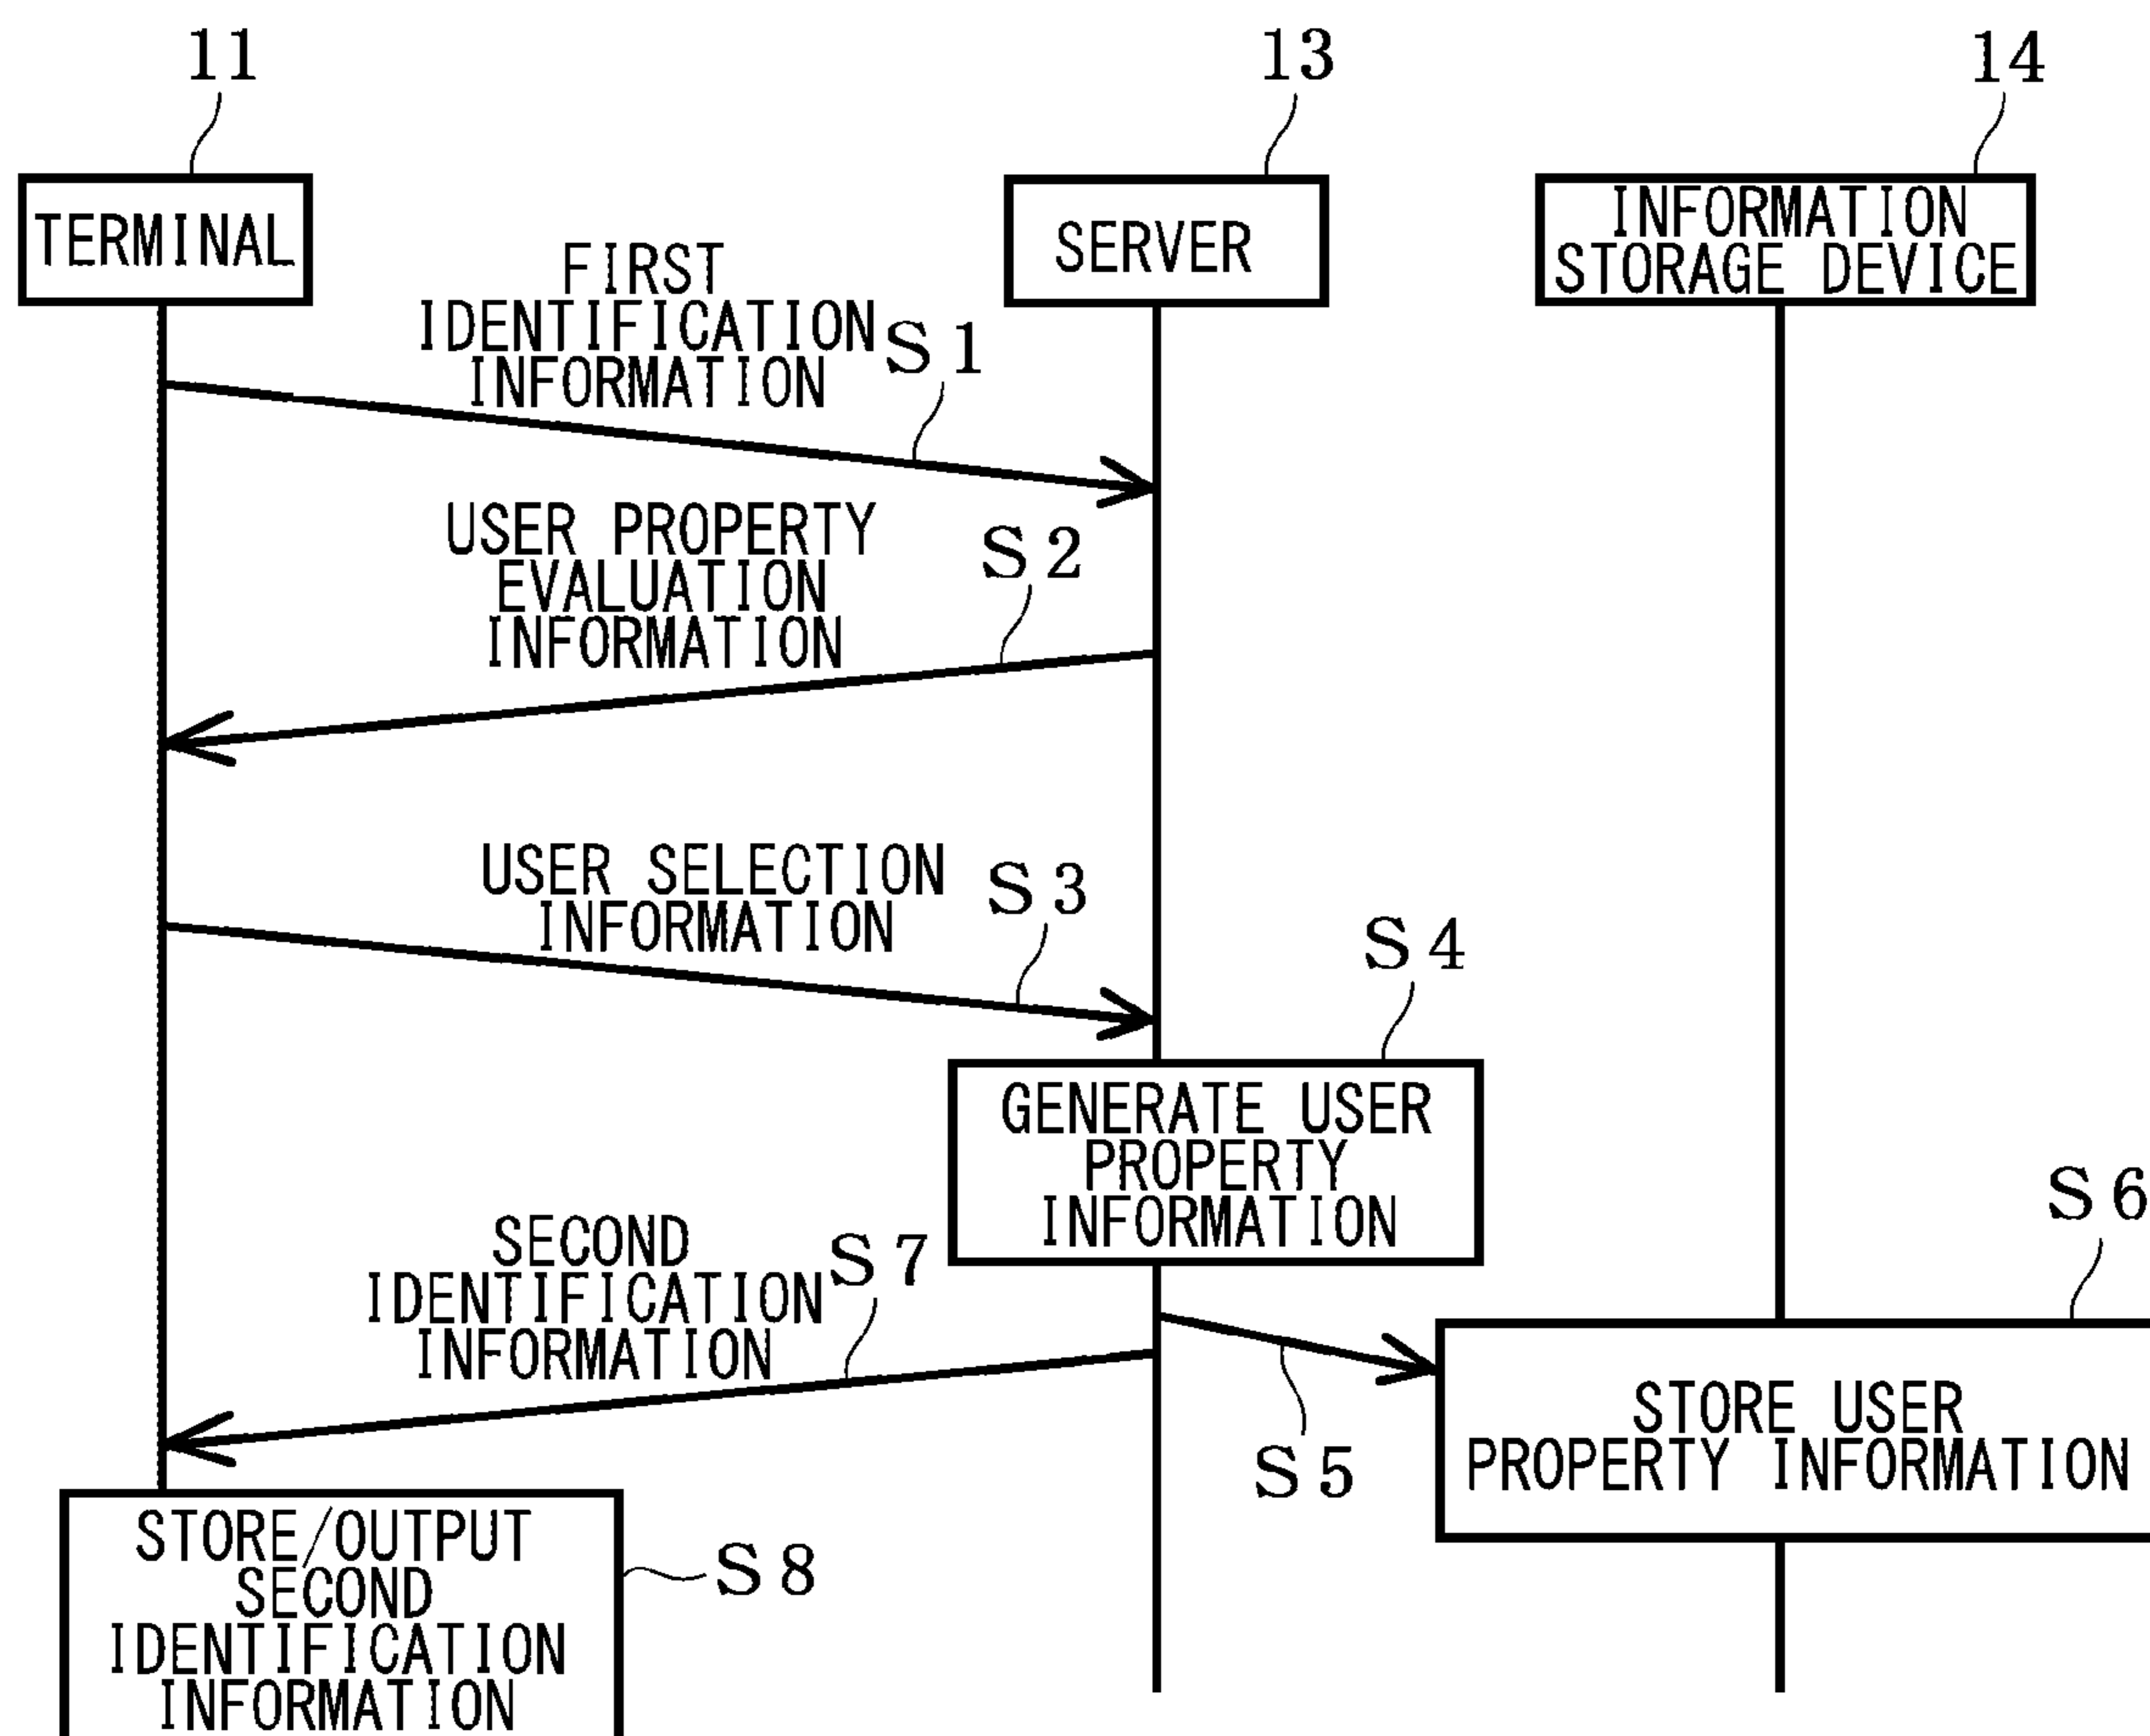 11
13
14
TERMINAL
SERVER
INFORMATION
STORAGE DEVICE
FIRST
IDENTIFICATION
INFORMATION
S1
USER PROPERTY
EVALUATION
INFORMATION
S2
USER SELECTION
INFORMATION
S3
S4
GENERATE USER
PROPERTY
INFORMATION
S6
SECOND
IDENTIFICATION
INFORMATION
S7
S5
STORE USER
PROPERTY INFORMATION
STORE/OUTPUT
SECOND
IDENTIFICATION
INFORMATION
S8